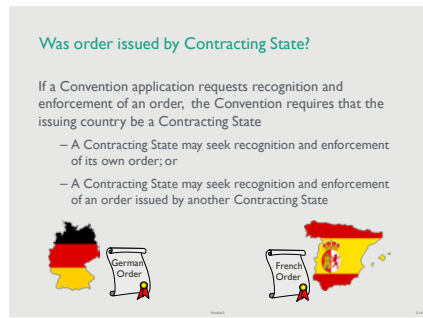 Was order issued by Contracting State?
If a Convention application requests recognition and
enforcement of an order, the Convention requires that the
issuing country be a Contracting State
– A Contracting State may seek recognition and enforcement
of its own order; or
– A Contracting State may seek recognition and enforcement
of an order issued by another Contracting State
German
Order
French
Order